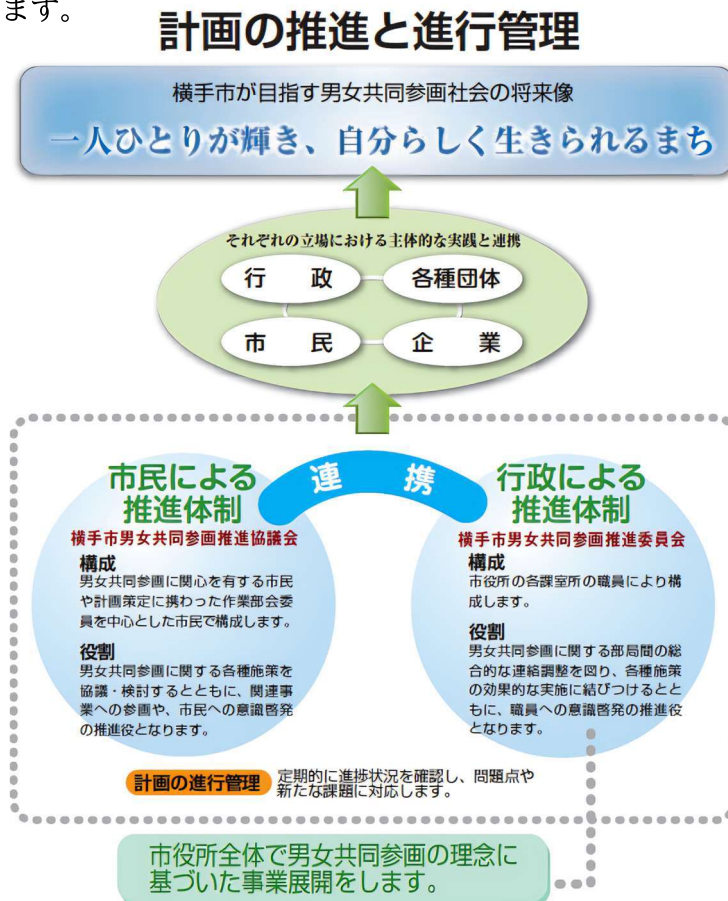 ます。
計画の推進と進行管理
横手市が目指す男女共同参画社会の将来像
一人ひとりが輝き、自分らしく生きられるまち
それぞれの立場における主体的な実践と連携
行　政
各種団体
市　民
企　業
連　携
市民による
推進体制
横手市男女共同参画推進協議会
構成
男女共同参画に関心を有する市民
や計画策定に携わった作業部会委
員を中心とした市民で構成します。
役割
男女共同参画に関する各種施策を
協議・検討するとともに、関連事
業への参画や、市民への意識啓発
の推進役となります。
行政による
推進体制
横手市男女共同参画推進委員会
構成
市役所の各課室所の職員により構
成します。
役割
男女共同参画に関する部局間の総
合的な連絡調整を図り、各種施策
の効果的な実施に結びつけるとと
もに、職員への意識啓発の推進役
となります。
計画の進行管理
定期的に進捗状況を確認し、問題点や
新たな課題に対応します。
市役所全体で男女共同参画の理念に
基づいた事業展開をします。